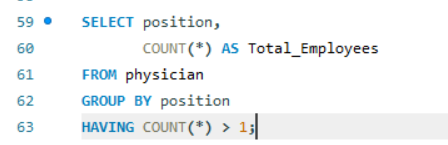 59 SELECT position,
60 COUNT(*) AS Total_Employees
61 FROM physician
62 GROUP BY position
63 HAVING COUNT(*) > 1;